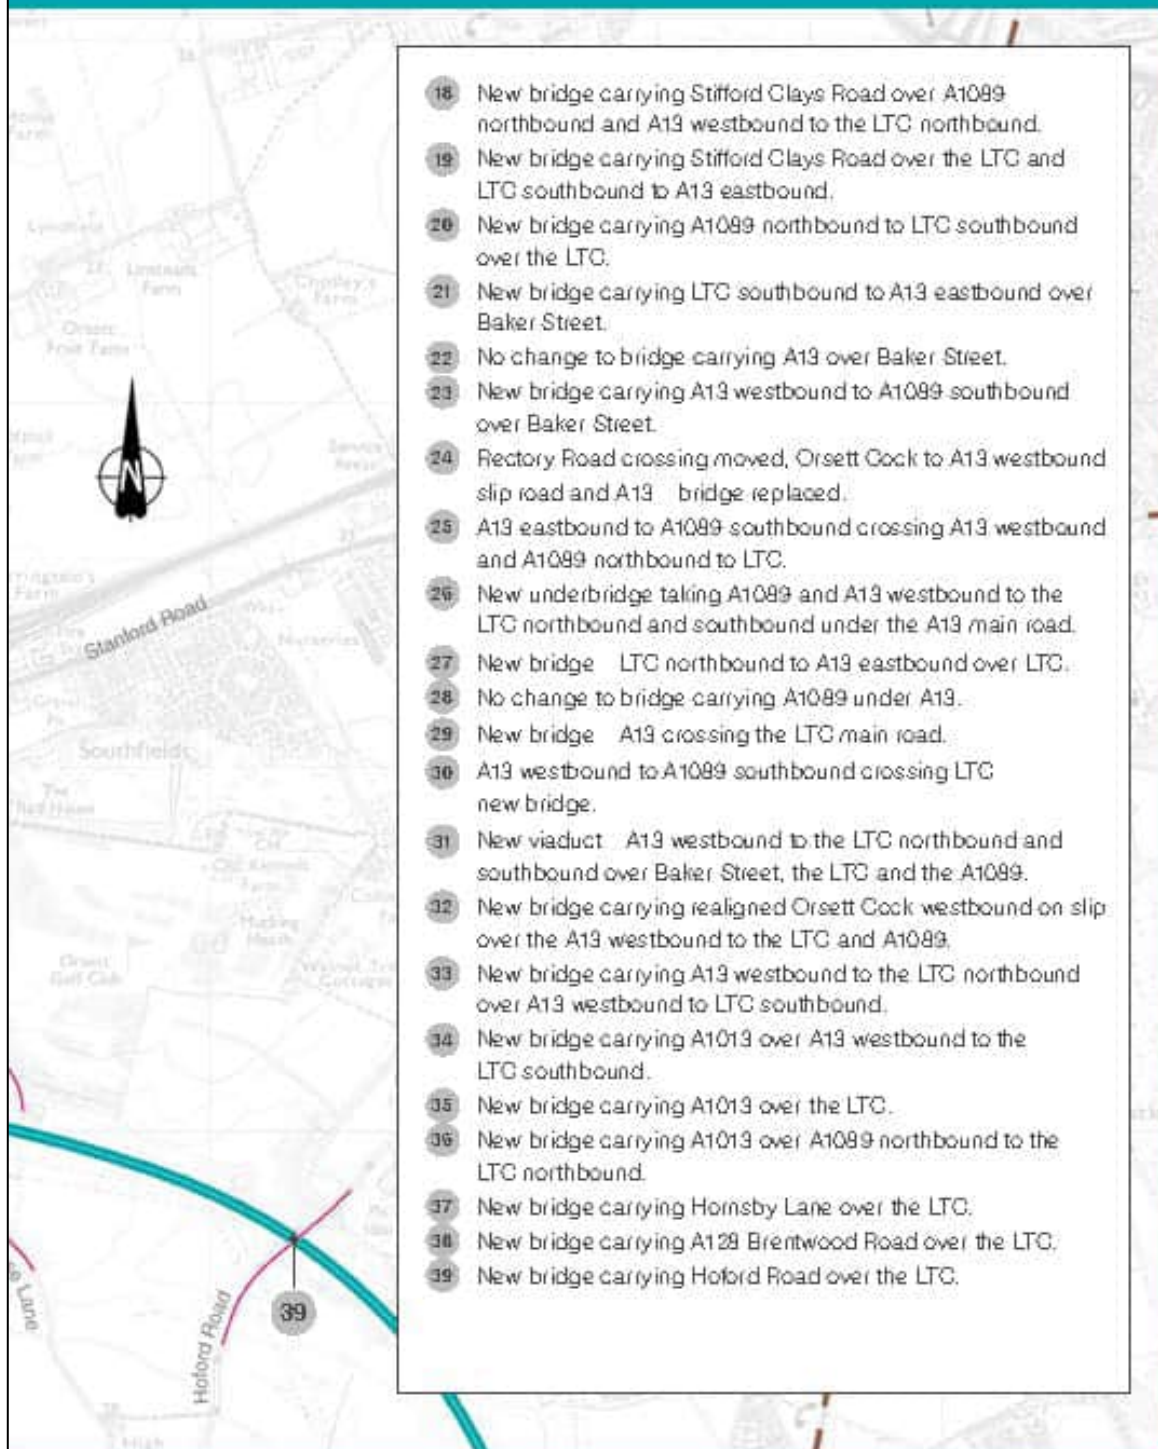 18 New bridge carrying Stifford Clays Road over A1089
northbound and A13 westbound to the LTC northbound.
19 New bridge carrying Stifford Clays Road over the LTC and
LTC southbound to A13 eastbound.
20 New bridge carrying A1089 northbound to LTC southbound
over the LTC.
21 New bridge carrying LTC southbound to A13 eastbound over
Baker Street.
22 No change to bridge carrying A13 over Baker Street.
23 New bridge carrying A13 westbound to A1089 southbound
over Baker Street.
24 Rectory Road crossing moved, Orsett Cock to A13 westbound
slip road and A13 bridge replaced.
25 A13 eastbound to A1089 southbound crossing A13 westbound
and A1089 northbound to LTC.
26 New underbridge taking A1089 and A13 westbound to the
LTC northbound and southbound under the A13 main road.
27 New bridge LTC northbound to A13 eastbound over LTC.
28 No change to bridge carrying A1089 under A13.
29 New bridge A13 crossing the LTC main road.
30 A13 westbound to A1089 southbound crossing LTC
new bridge.
31 New viaduct A13 westbound to the LTC northbound and
southbound over Baker Street, the LTC and the A1089.
32 New bridge carrying realigned Orsett Cock westbound on slip
over the A13 westbound to the LTC and A1089.
33 New bridge carrying A13 westbound to the LTC northbound
over A13 westbound to LTC southbound.
34 New bridge carrying A1013 over A13 westbound to the
LTC southbound.
35 New bridge carrying A1013 over the LTC.
36 New bridge carrying A1013 over A1089 northbound to the
LTC northbound.
37 New bridge carrying Hornsby Lane over the LTC.
38 New bridge carrying A128 Brentwood Road over the LTC.
39 New bridge carrying Hoford Road over the LTC.
Farm
Orsett
Fruit Farm
N
Stanford Road
Nurseries
Southfields
The
Orsett
Golf Club
Hoford Road
39
Lane
High